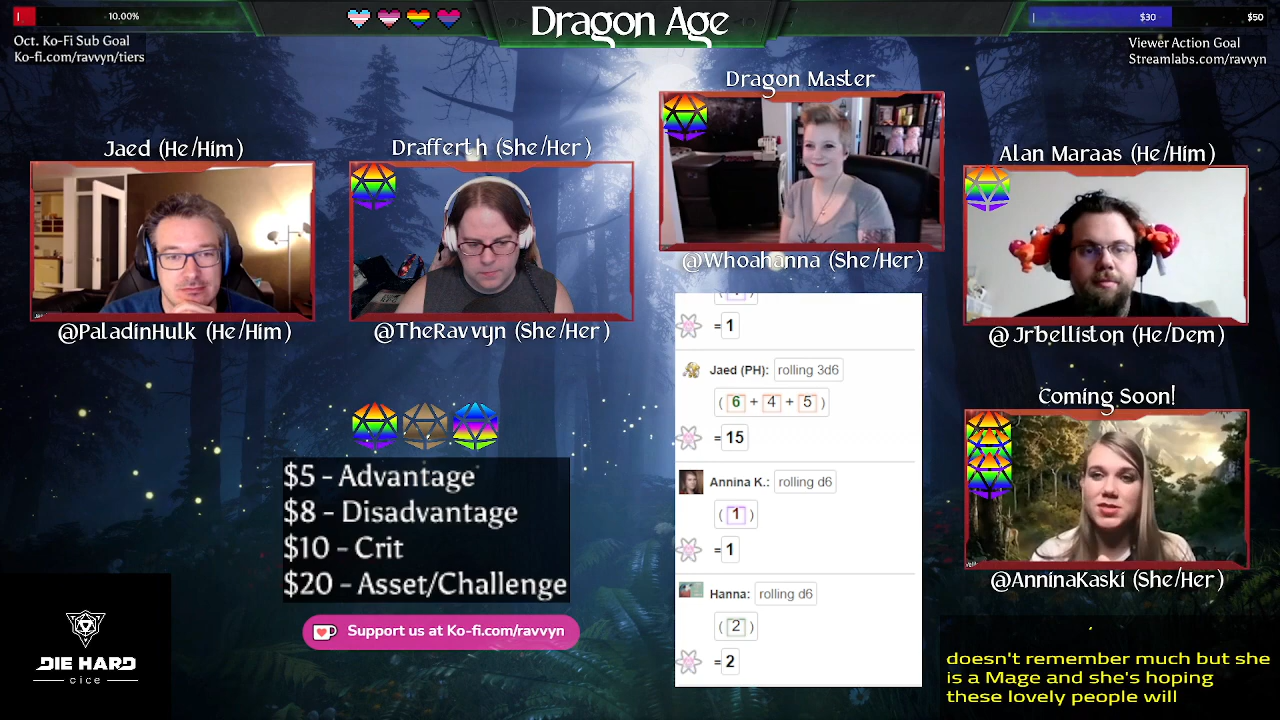 10.00%
Oct. Ko-Fi Sub Goal
Ko-fi.com/ravvyn/tiers
Dragon Age
$30
$50
Viewer Action Goal
Streamlabs.com/ravvyn
Dragon Master
Jaed (He/Him)
Drafferth (She/Her)
Alan Maraas (He/Him)
@Whoahanna (She/Her)
@PaladinHulk (He/Him)
@TheRavvyn (She/Her)
@Jrbelliston (He/Dem)
=1
Jaed (PH): rolling 3d6
(6+4+5)
=15
Annina K.: rolling d6
(1)
=1
Hanna: rolling d6
(2)
=2
Coming Soon!
@AnninaKaski (She/Her)
$5 - Advantage
$8 - Disadvantage
$10 - Crit
$20 - Asset/Challenge
Support us at Ko-fi.com/ravvyn
DIE HARD
dice
doesn't remember much but she
is a Mage and she's hoping
these lovely people will